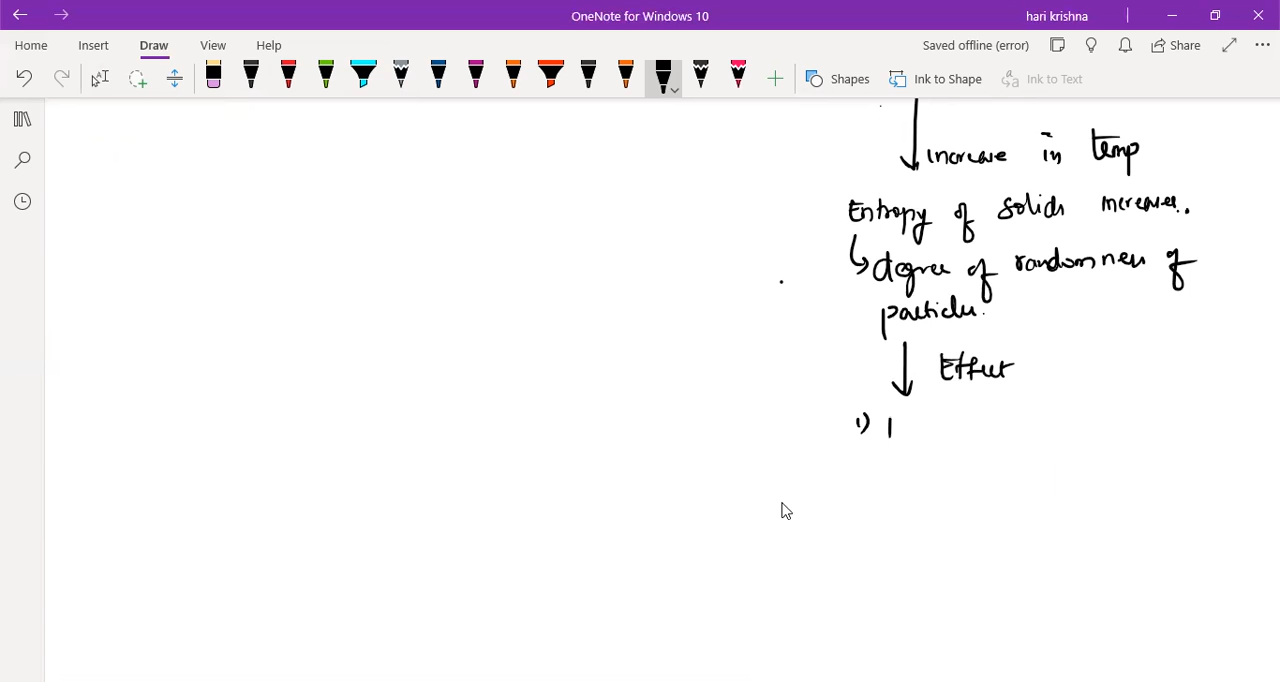 OneNote for Windows 10
hari krishna
Home Insert Draw View Help
Saved offline (error)
Share
Shapes
Ink to Shape
Ink to Text
increase in temp
Entropy of solids increases.
degree of randomness of
particles.
Effect
1) I